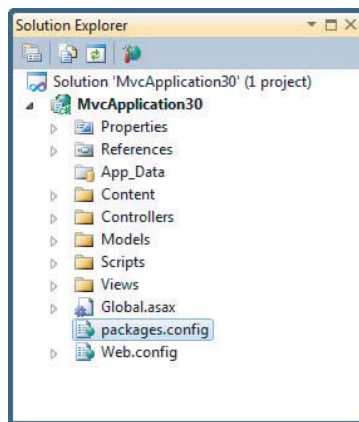 Solution Explorer
Solution 'MvcApplication30' (1 project)
MvcApplication30
Properties
References
App_Data
Content
Controllers
Models
Scripts
Views
Global.asax
packages.config
Web.config